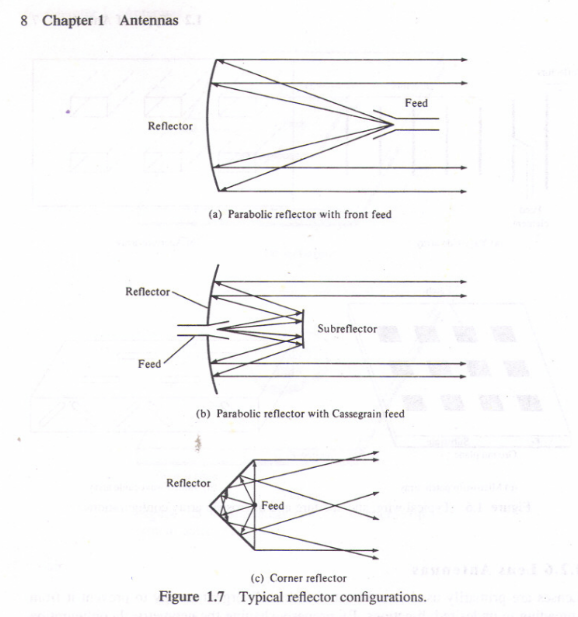 8 Chapter 1 Antennas
Feed
Reflector
(a) Parabolic reflector with front feed
Reflector
Subreflector
Feed
(b) Parabolic reflector with Cassegrain feed
Reflector
Feed
(c) Corner reflector
Figure 1.7 Typical reflector configurations.